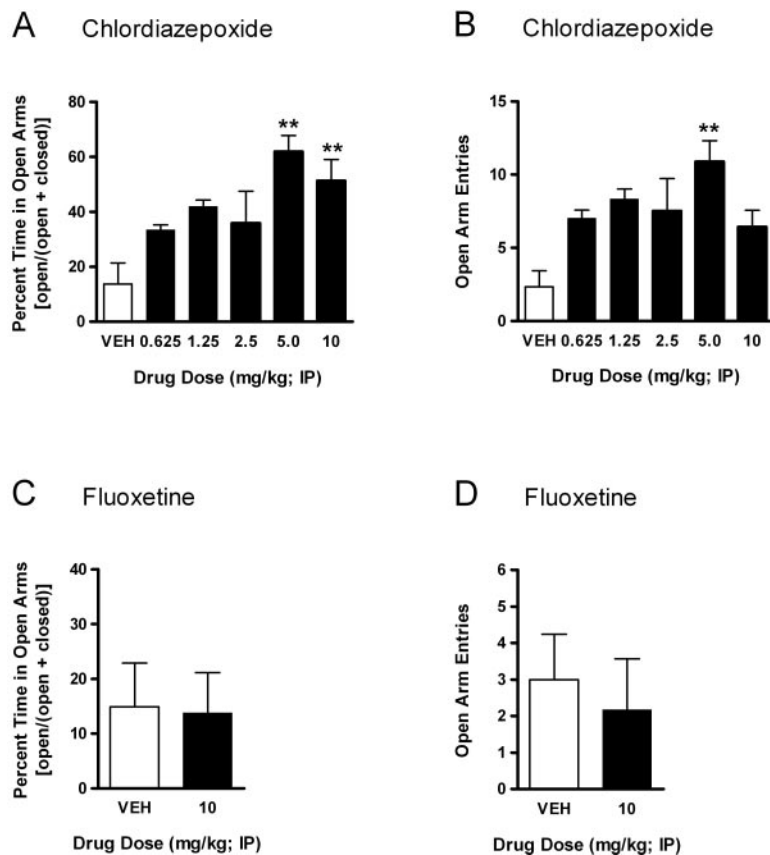 A Chlordiazepoxide
Percent Time in Open Arms
[open/(open + closed)]
80
60
40
20
0
** **
VEH 0.625 1.25 2.5 5.0 10
Drug Dose (mg/kg; IP)
B Chlordiazepoxide
Open Arm Entries
15
10
5
0
**
VEH 0.625 1.25 2.5 5.0 10
Drug Dose (mg/kg; IP)
C Fluoxetine
Percent Time in Open Arms
[open/(open + closed)]
40
30
20
10
0
VEH 10
Drug Dose (mg/kg; IP)
D Fluoxetine
Open Arm Entries
6
5
4
3
2
1
0
VEH 10
Drug Dose (mg/kg; IP)